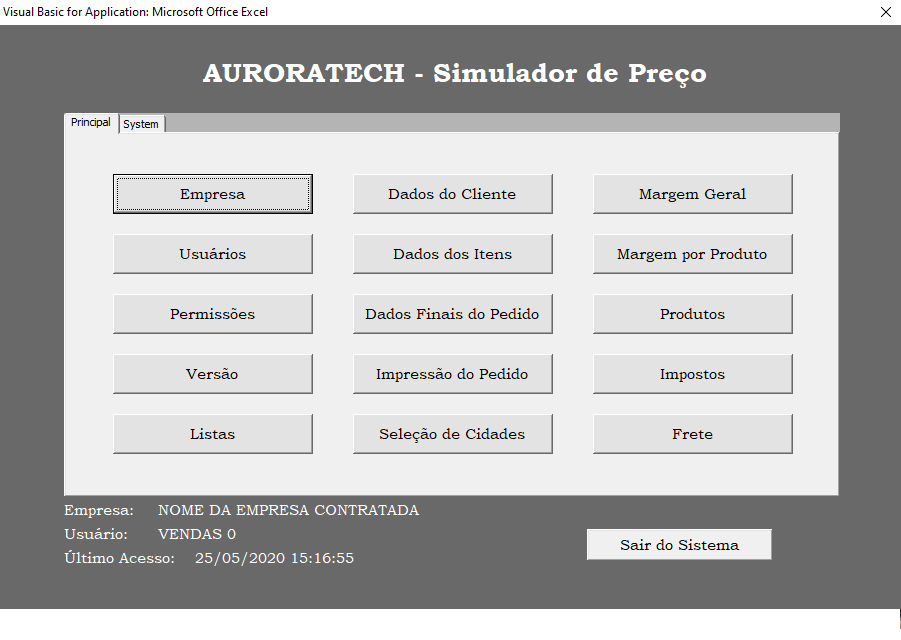 Visual Basic for Application: Microsoft Office Excel
AURORATECH - Simulador de Preço
Principal System
Empresa Dados do Cliente Margem Geral
Usuários Dados dos Itens Margem por Produto
Permissões Dados Finais do Pedido Produtos
Versão Impressão do Pedido Impostos
Listas Seleção de Cidades Frete
Empresa: NOME DA EMPRESA CONTRATADA
Usuário: VENDAS 0
Sair do Sistema
Último Acesso: 25/05/2020 15:16:55